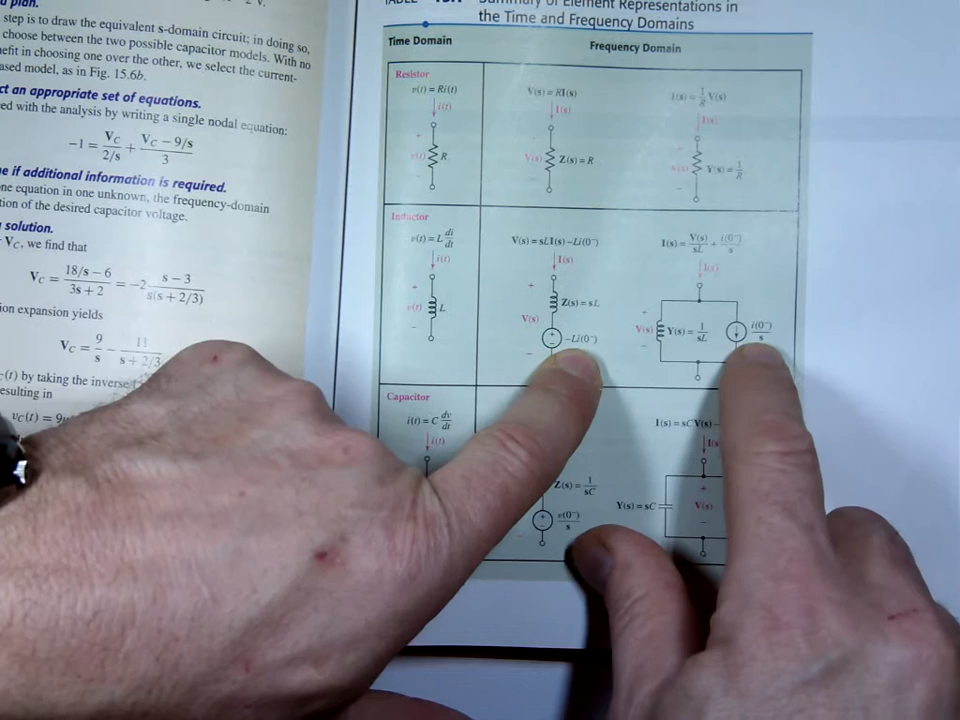 plan.
step is to draw the equivalent s-domain circuit; in doing so,
choose between the two possible capacitor models. With no
efit in choosing one over the other, we select the current-
ased model, as in Fig. 15.6b.
ct an appropriate set of equations.
ed with the analysis by writing a single nodal equation:
-1 = V_C / 2/s + V_C - 9/s / 3
e if additional information is required.
ne equation in one unknown, the frequency-domain
tion of the desired capacitor voltage.
solution.
V_C, we find that
V_C = 18/s - 6 / 3s + 2 = -2 s - 3 / s(s + 2/3)
ion expansion yields
V_C = 9/s - 11 / s + 2/3
(t) by taking the inverse
esulting in
v_C(t) = 9u
Summary of Element Representations in
the Time and Frequency Domains
Time Domain
Frequency Domain
Resistor
v(t) = Ri(t)
V(s) = RI(s)
I(s) = 1/R V(s)
i(t)
I(s)
I(s)
v(t) R
V(s) Z(s) = R
V(s) Y(s) = 1/R
Inductor
v(t) = L di/dt
V(s) = sLI(s) - Li(0⁻)
I(s) = V(s)/sL + i(0⁻)/s
i(t)
I(s)
I(s)
v(t) L
Z(s) = sL
V(s)
-Li(0⁻)
V(s) Y(s) = 1/sL
i(0⁻)/s
Capacitor
i(t) = C dv/dt
I(s) = sCV(s) -
i(t)
Z(s) = 1/sC
v(0⁻)/s
Y(s) = sC
V(s)